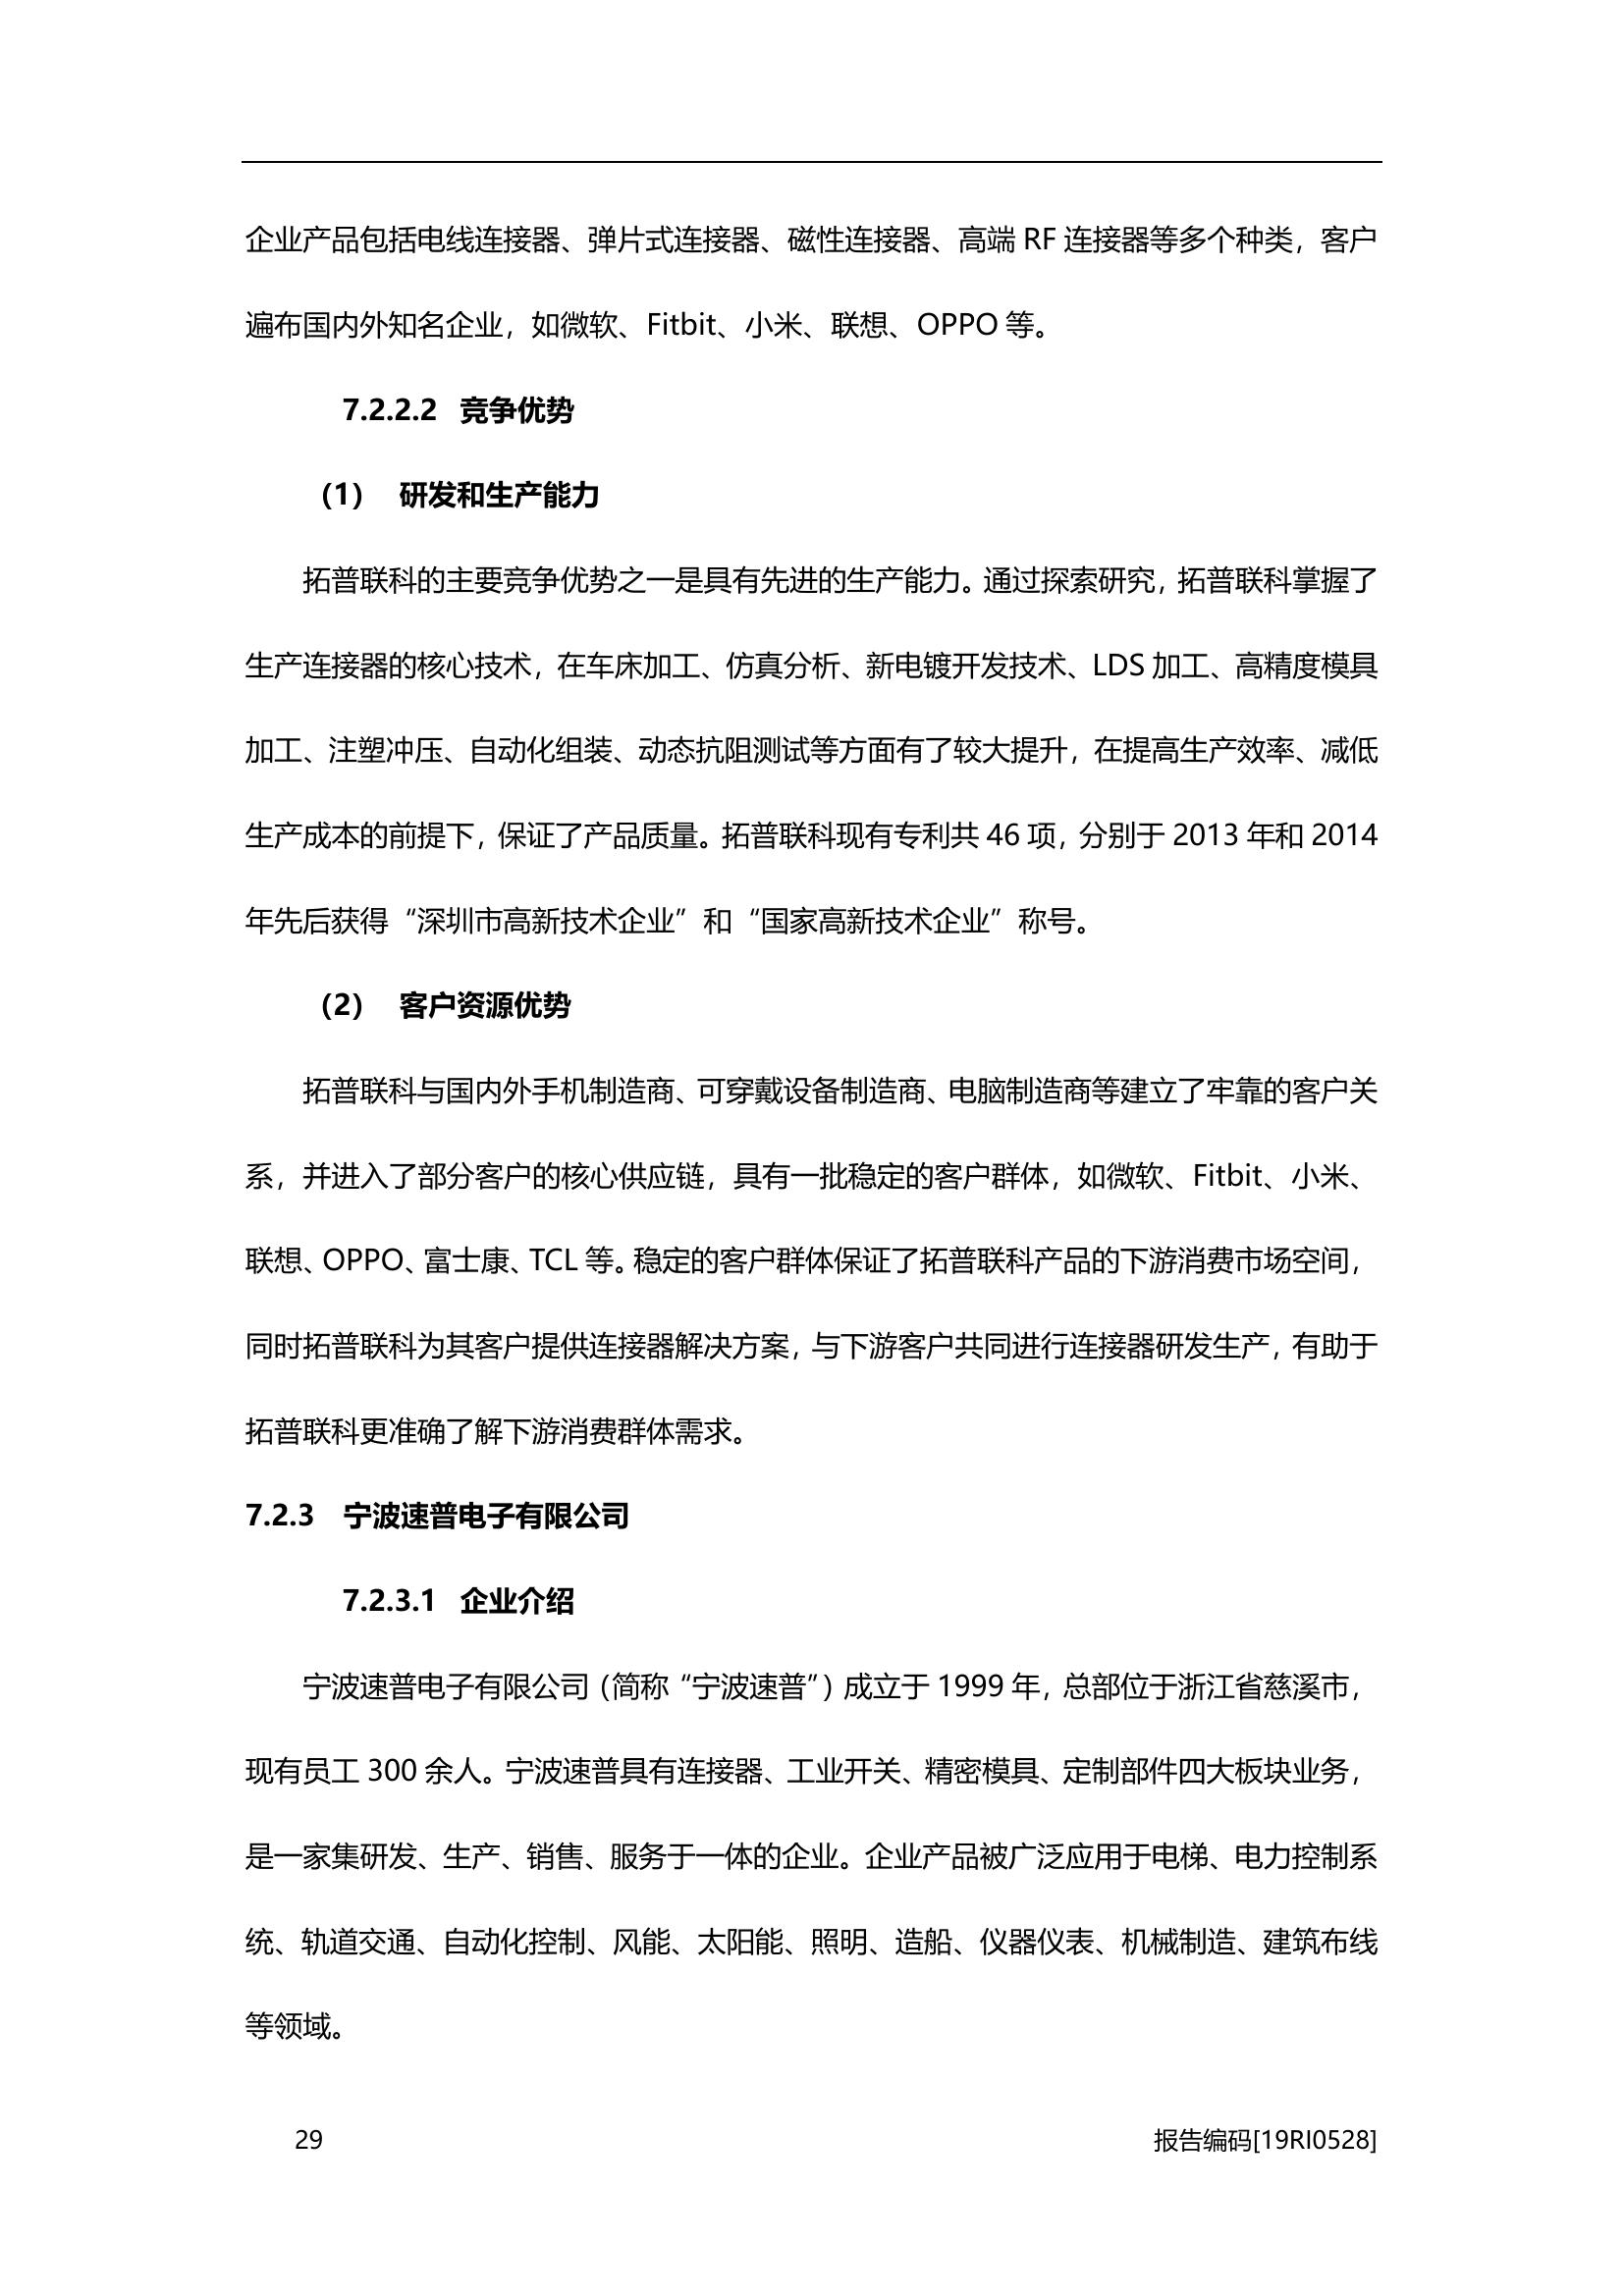 企业产品包括电线连接器、弹片式连接器、磁性连接器、高端 RF 连接器等多个种类，客户
遍布国内外知名企业，如微软、Fitbit、小米、联想、OPPO 等。
7.2.2.2 竞争优势
（1） 研发和生产能力
拓普联科的主要竞争优势之一是具有先进的生产能力。通过探索研究，拓普联科掌握了
生产连接器的核心技术，在车床加工、仿真分析、新电镀开发技术、LDS 加工、高精度模具
加工、注塑冲压、自动化组装、动态抗阻测试等方面有了较大提升，在提高生产效率、减低
生产成本的前提下，保证了产品质量。拓普联科现有专利共 46 项，分别于 2013 年和 2014
年先后获得“深圳市高新技术企业”和“国家高新技术企业”称号。
（2） 客户资源优势
拓普联科与国内外手机制造商、可穿戴设备制造商、电脑制造商等建立了牢靠的客户关
系，并进入了部分客户的核心供应链，具有一批稳定的客户群体，如微软、Fitbit、小米、
联想、OPPO、富士康、TCL 等。稳定的客户群体保证了拓普联科产品的下游消费市场空间，
同时拓普联科为其客户提供连接器解决方案，与下游客户共同进行连接器研发生产，有助于
拓普联科更准确了解下游消费群体需求。
7.2.3 宁波速普电子有限公司
7.2.3.1 企业介绍
宁波速普电子有限公司（简称“宁波速普”）成立于 1999 年，总部位于浙江省慈溪市，
现有员工 300 余人。宁波速普具有连接器、工业开关、精密模具、定制部件四大板块业务，
是一家集研发、生产、销售、服务于一体的企业。企业产品被广泛应用于电梯、电力控制系
统、轨道交通、自动化控制、风能、太阳能、照明、造船、仪器仪表、机械制造、建筑布线
等领域。
29 报告编码[19RI0528]